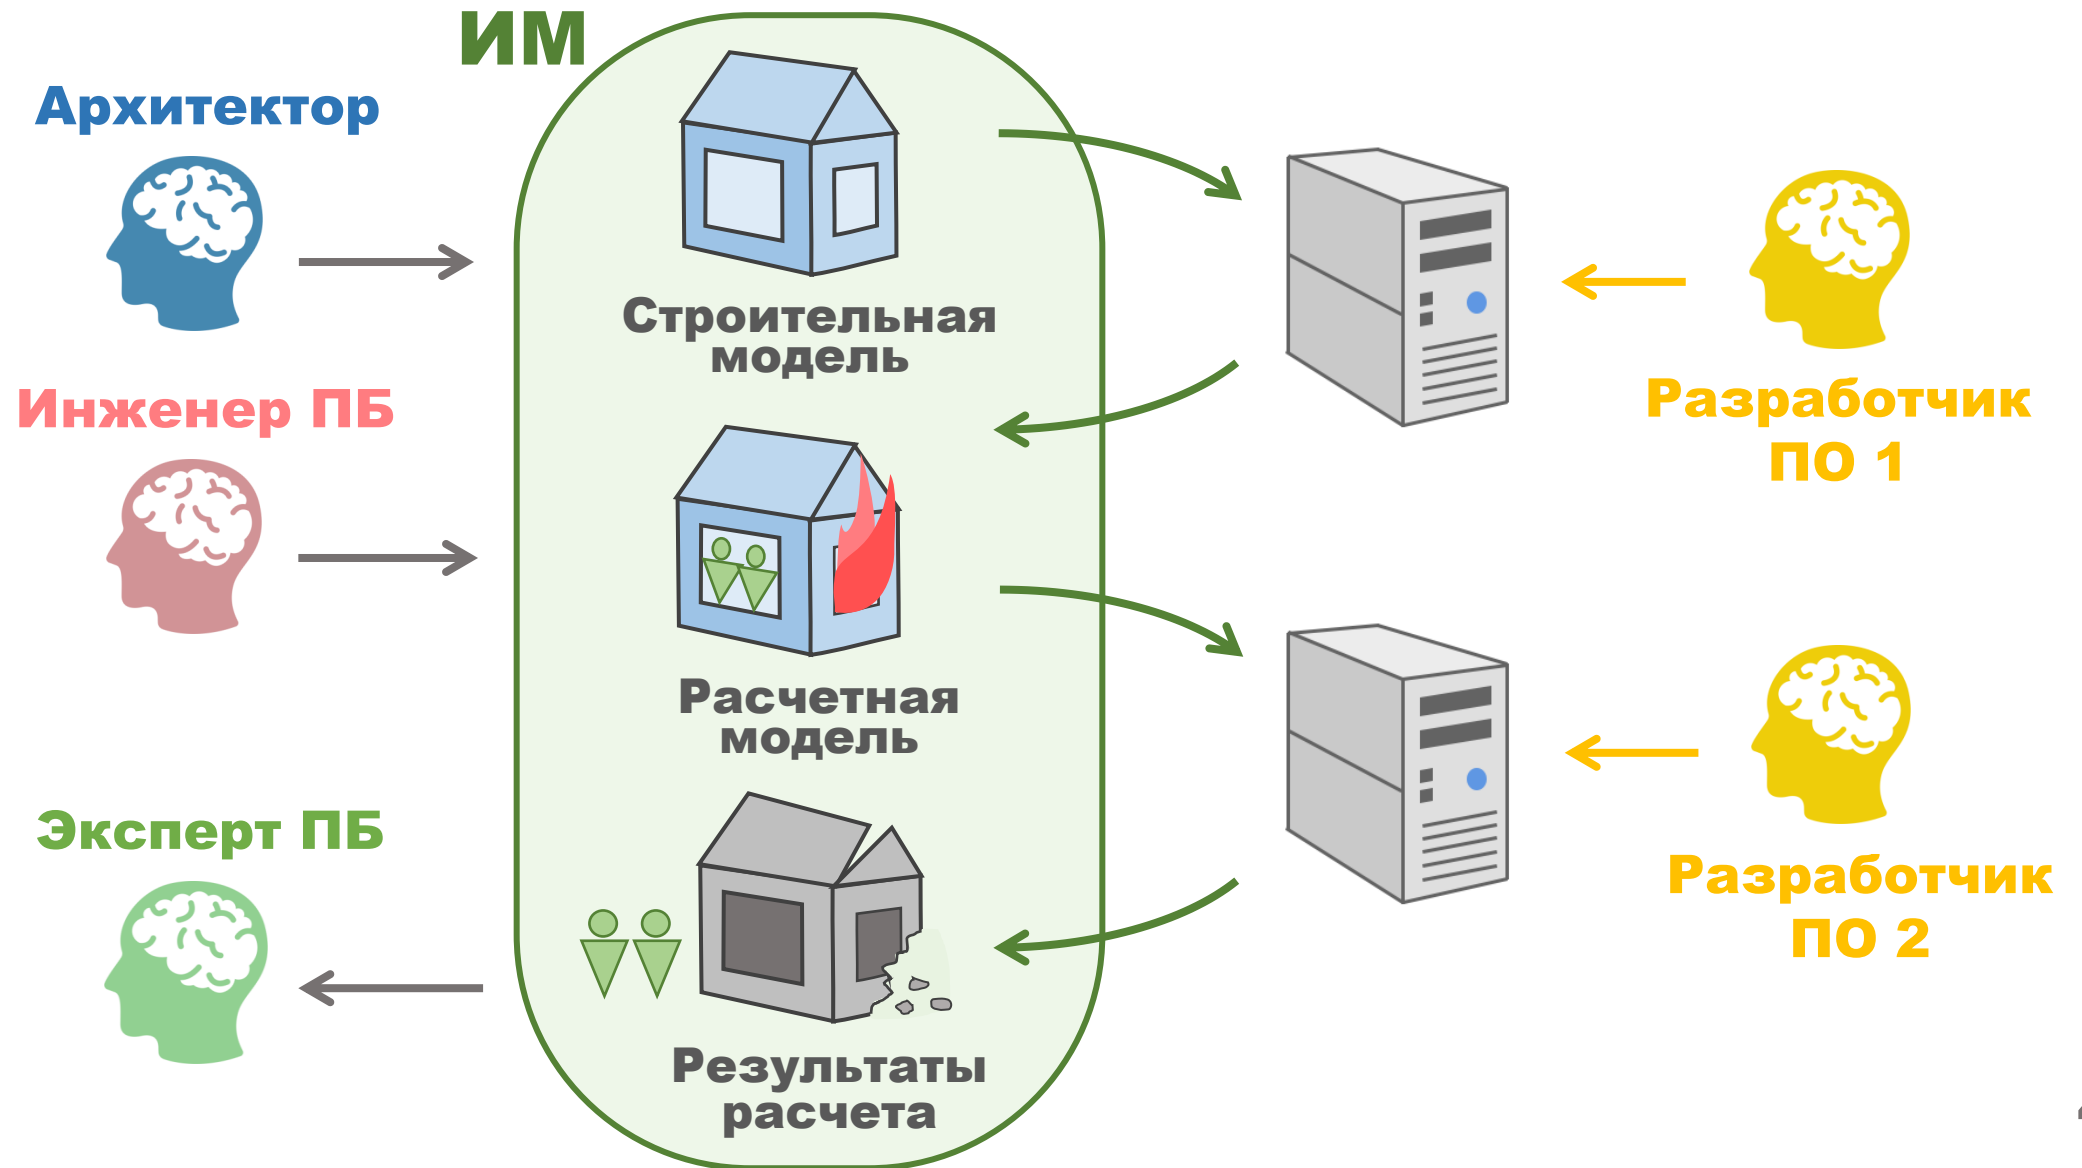 ИМ
Архитектор
Строительная
модель
Разработчик
ПО 1
Инженер ПБ
Расчетная
модель
Эксперт ПБ
Разработчик
ПО 2
Результаты
расчета